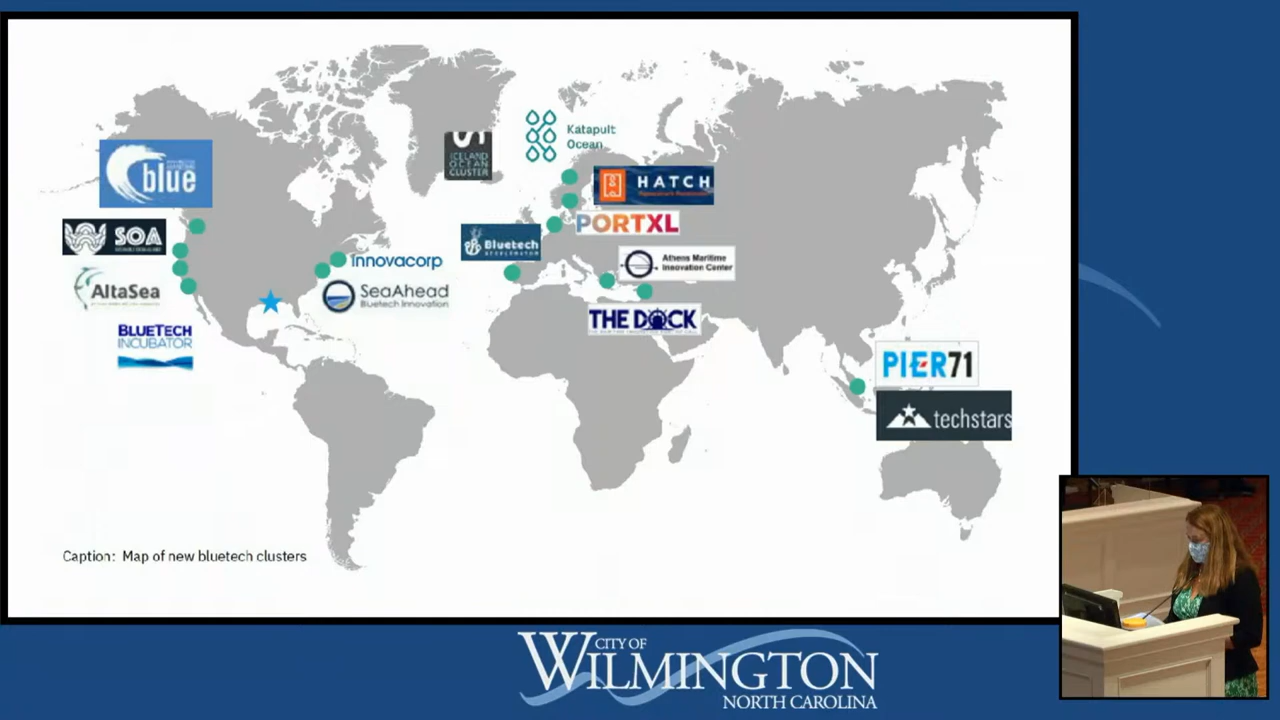 blue
SOA
AltaSea
BLUETECH
INCUBATOR
Innovacorp
SeaAhead
Bluetech Innovation
ICELAND
OCEAN
CLUSTER
Katapult
Ocean
HATCH
PORTXL
Bluetech
ACCELERATOR
Athens Maritime
Innovation Center
THE DOCK
PIER71
techstars
Caption: Map of new bluetech clusters
CITY OF
WILMINGTON
NORTH CAROLINA